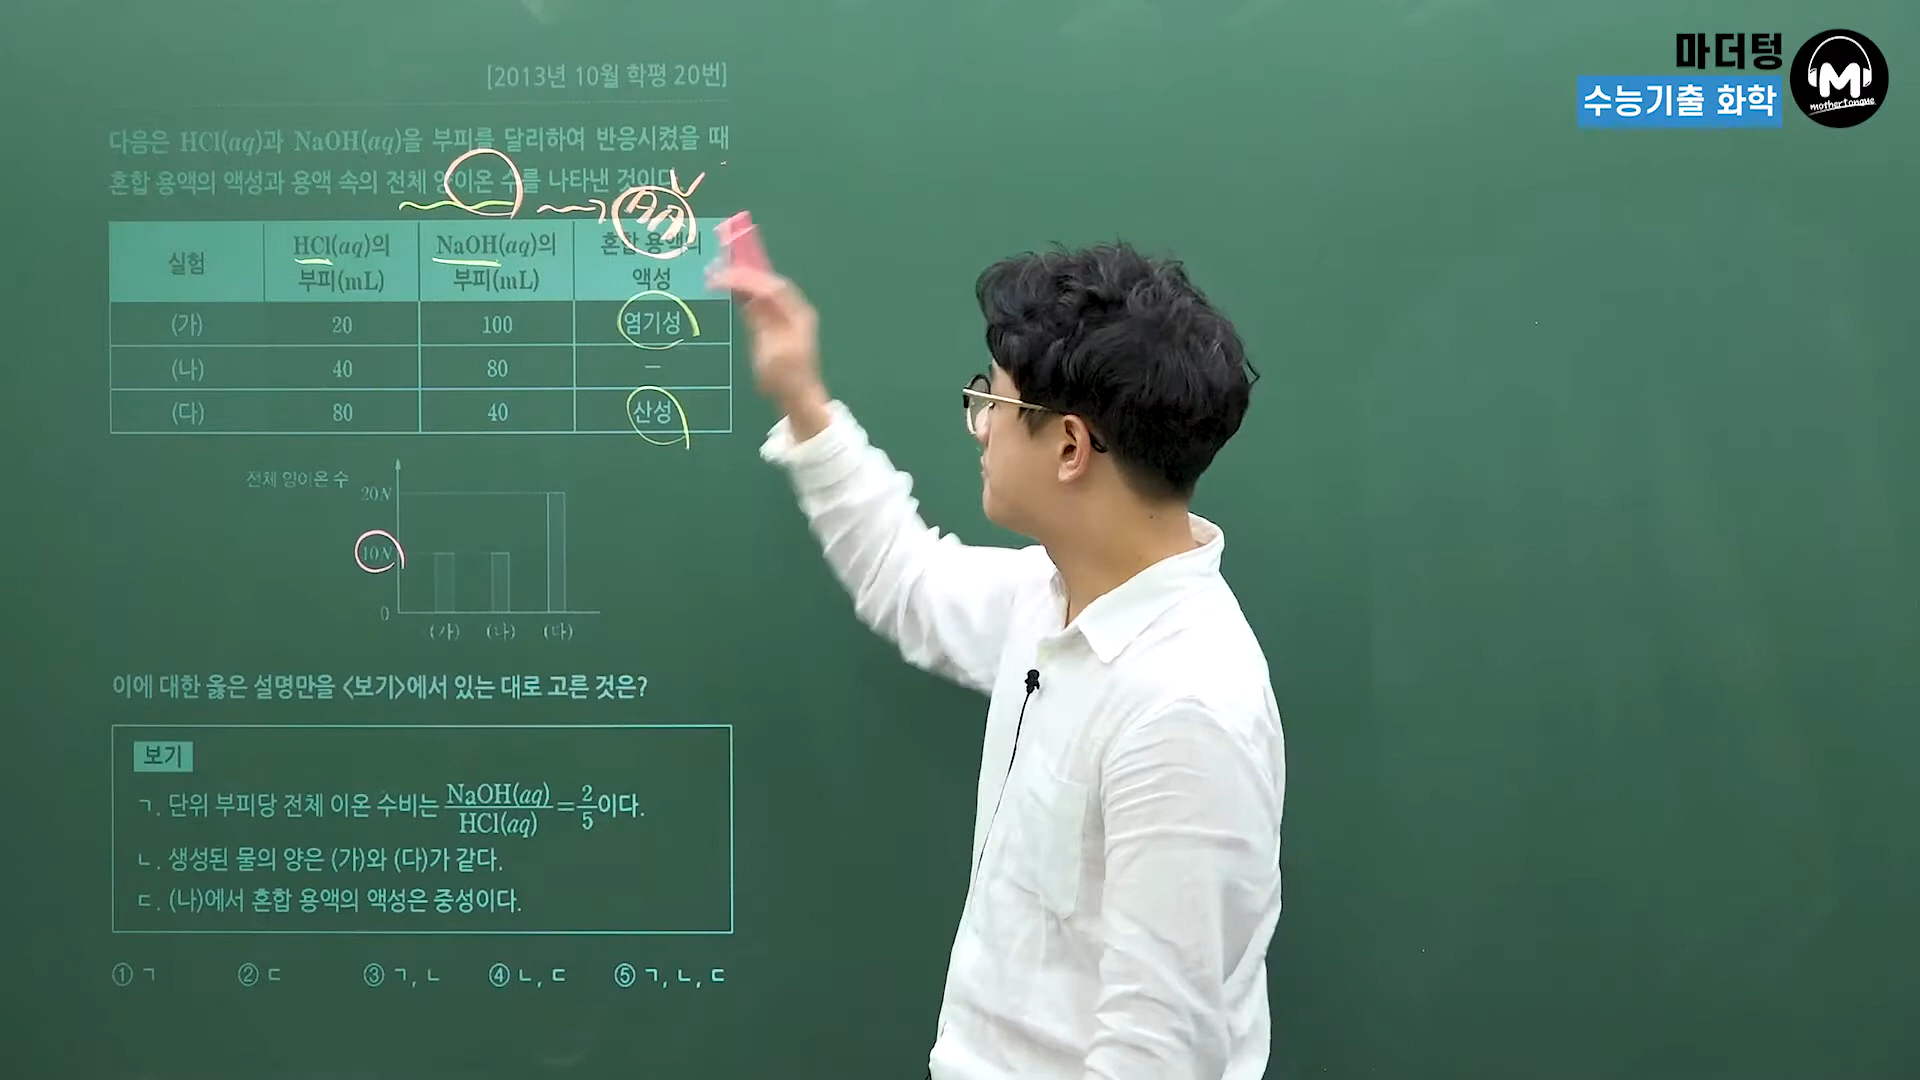 마더텅
수능기출 화학
mothertongue
[2013년 10월 학평 20번]
다음은 HCl(aq)과 NaOH(aq)을 부피를 달리하여 반응시켰을 때
혼합 용액의 액성과 용액 속의 전체 양이온 수를 나타낸 것이다.
실험 HCl(aq)의 부피(mL) NaOH(aq)의 부피(mL) 혼합 용액의 액성
(가) 20 100 염기성
(나) 40 80 –
(다) 80 40 산성
전체 양이온 수
20N
10N
0
(가) (나) (다)
이에 대한 옳은 설명만을 <보기>에서 있는 대로 고른 것은?
보기
ㄱ. 단위 부피당 전체 이온 수비는 NaOH(aq)/HCl(aq) = 2/5이다.
ㄴ. 생성된 물의 양은 (가)와 (다)가 같다.
ㄷ. (나)에서 혼합 용액의 액성은 중성이다.
① ㄱ ② ㄷ ③ ㄱ, ㄴ ④ ㄴ, ㄷ ⑤ ㄱ, ㄴ, ㄷ